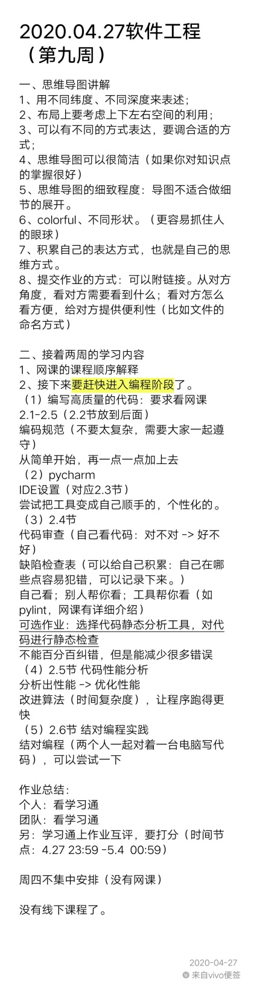 2020.04.27软件工程
（第九周）
一、思维导图讲解
1、用不同纬度、不同深度来表述；
2、布局上要考虑上下左右空间的利用；
3、可以有不同的方式表达，要调合适的方
式；
4、思维导图可以很简洁（如果你对知识点
的掌握很好）
5、思维导图的细致程度：导图不适合做细
节的展开。
6、colorful、不同形状。（更容易抓住人
的眼球）
7、积累自己的表达方式，也就是自己的思
维方式。
8、提交作业的方式：可以附链接。从对方
角度，看对方需要看到什么；看对方怎么
看方便，给对方提供便利性（比如文件的
命名方式）
二、接着两周的学习内容
1、网课的课程顺序解释
2、接下来要赶快进入编程阶段了。
（1）编写高质量的代码：要求看网课
2.1-2.5（2.2节放到后面）
编码规范（不要太复杂，需要大家一起遵
守）
从简单开始，再一点一点加上去
（2）pycharm
IDE设置（对应2.3节）
尝试把工具变成自己顺手的，个性化的。
（3）2.4节
代码审查（自己看代码：对不对 -> 好不
好）
缺陷检查表（可以给自己积累：自己在哪
些点容易犯错，可以记录下来。）
自己看；别人帮你看；工具帮你看（如
pylint，网课有详细介绍）
可选作业：选择代码静态分析工具，对代
码进行静态检查
不能百分百纠错，但是能减少很多错误
（4）2.5节 代码性能分析
分析出性能 -> 优化性能
改进算法（时间复杂度），让程序跑得更
快
（5）2.6节 结对编程实践
结对编程（两个人一起对着一台电脑写代
码），可以尝试一下
作业总结：
个人：看学习通
团队：看学习通
另：学习通上作业互评，要打分（时间节
点：4.27 23:59 -5.4  00:59）
周四不集中安排（没有网课）
没有线下课程了。
2020-04-27
来自vivo便签